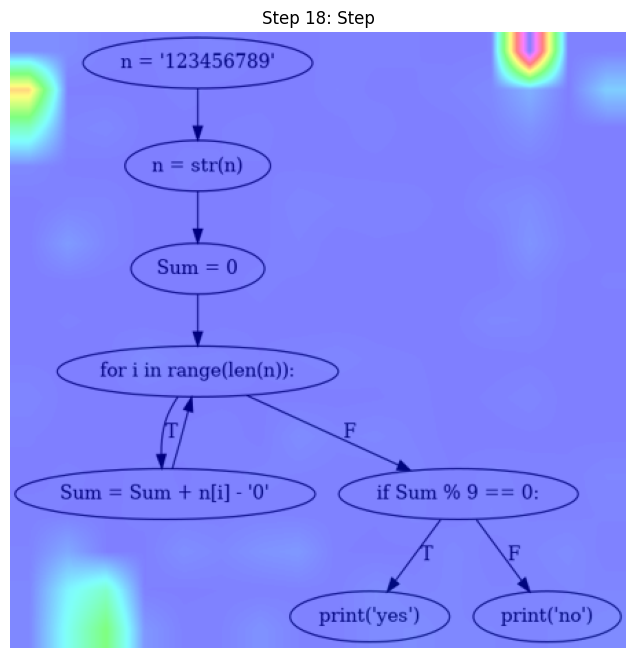 Step 18: Step
n = '123456789'
n = str(n)
Sum = 0
for i in range(len(n)):
T
F
Sum = Sum + n[i] - '0'
if Sum % 9 == 0:
T
F
print('yes')
print('no')